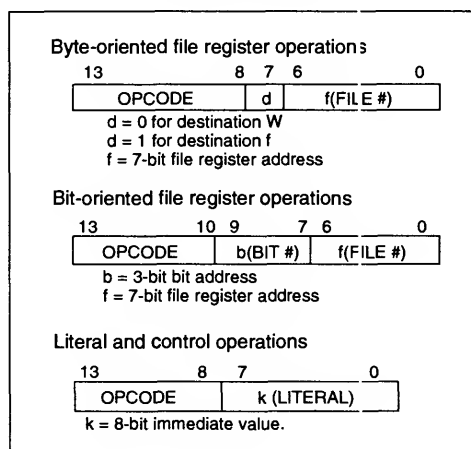 Byte-oriented file register operations
13 8 7 6 0
OPCODE d f(FILE #)
d = 0 for destination W
d = 1 for destination f
f = 7-bit file register address
Bit-oriented file register operations
13 10 9 7 6 0
OPCODE b(BIT #) f(FILE #)
b = 3-bit bit address
f = 7-bit file register address
Literal and control operations
13 8 7 0
OPCODE k (LITERAL)
k = 8-bit immediate value.